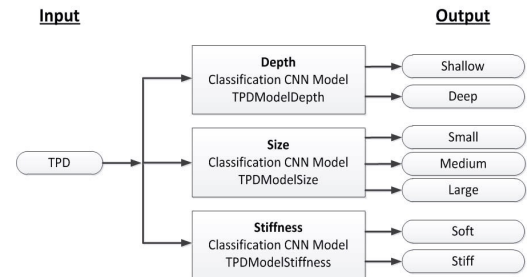 Input
Output
Depth
Classification CNN Model
TPDModelDepth
Shallow
Deep
TPD
Size
Classification CNN Model
TPDModelSize
Small
Medium
Large
Stiffness
Classification CNN Model
TPDModelStiffness
Soft
Stiff